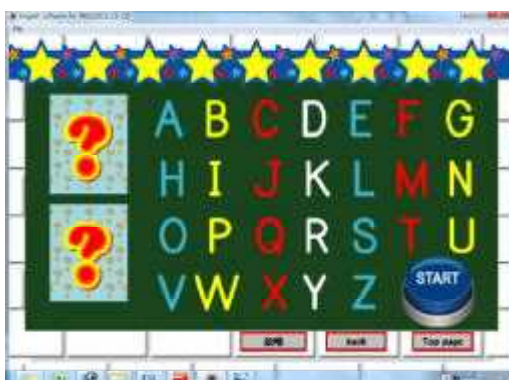 ?
A B C D E F G
H I J K L M N
?
O P Q R S T U
V W X Y Z
START
back
Top page